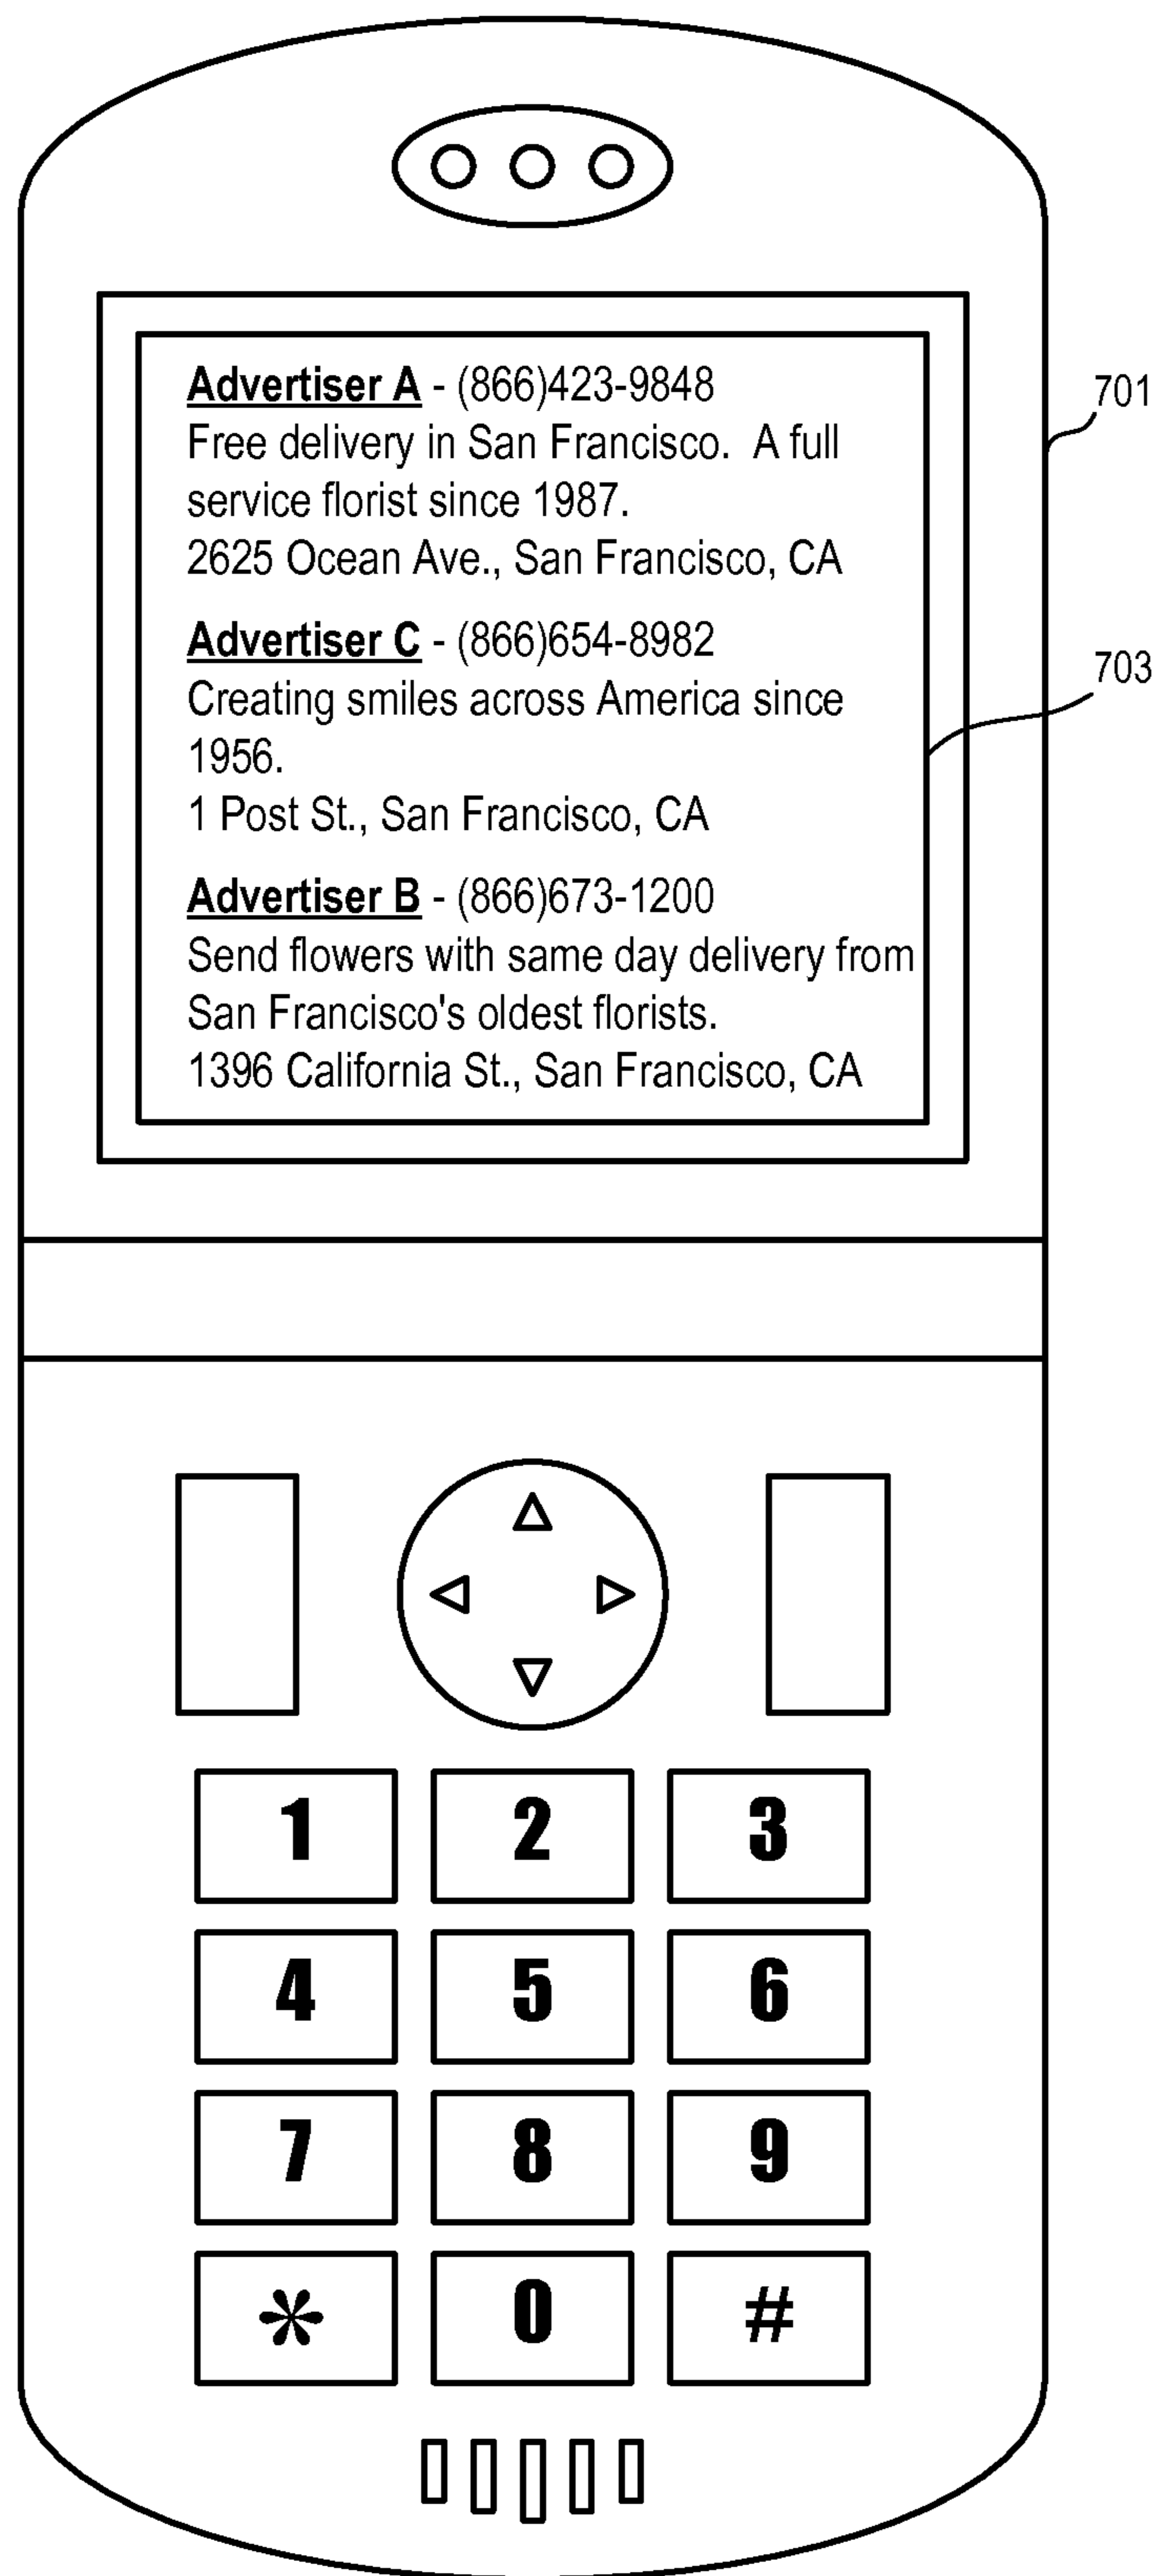 Advertiser A - (866)423-9848
Free delivery in San Francisco.  A full
service florist since 1987.
2625 Ocean Ave., San Francisco, CA
Advertiser C - (866)654-8982
Creating smiles across America since
1956.
1 Post St., San Francisco, CA
Advertiser B - (866)673-1200
Send flowers with same day delivery from
San Francisco's oldest florists.
1396 California St., San Francisco, CA
701
703
1 2 3
4 5 6
7 8 9
* 0 #